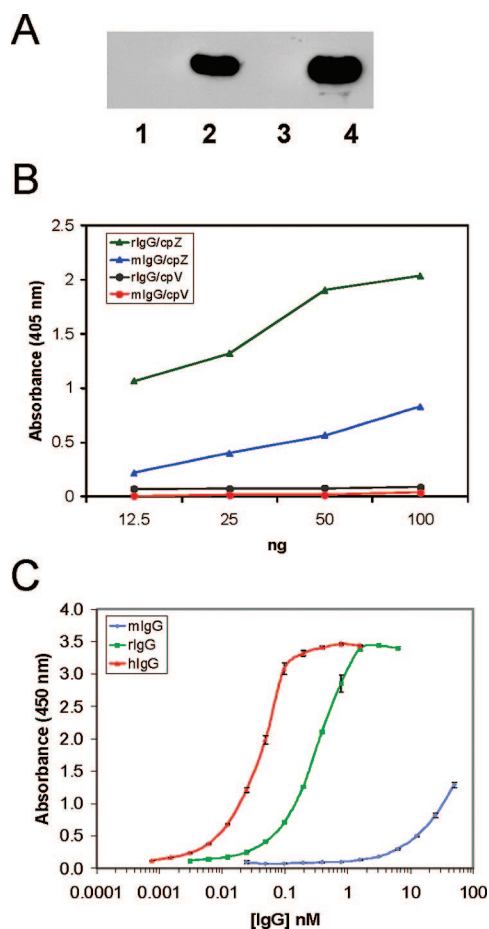 A
1 2 3 4
B
2.5
rIgG/cpZ
mIgG/cpZ
rIgG/cpV
mIgG/cpV
2
1.5
1
0.5
0
Absorbance (405 nm)
12.5 25 50 100
ng
C
4.0
mIgG
rIgG
hIgG
3.5
3.0
2.5
2.0
1.5
1.0
0.5
0.0
Absorbance (450 nm)
0.0001 0.001 0.01 0.1 1 10 100
[IgG] nM